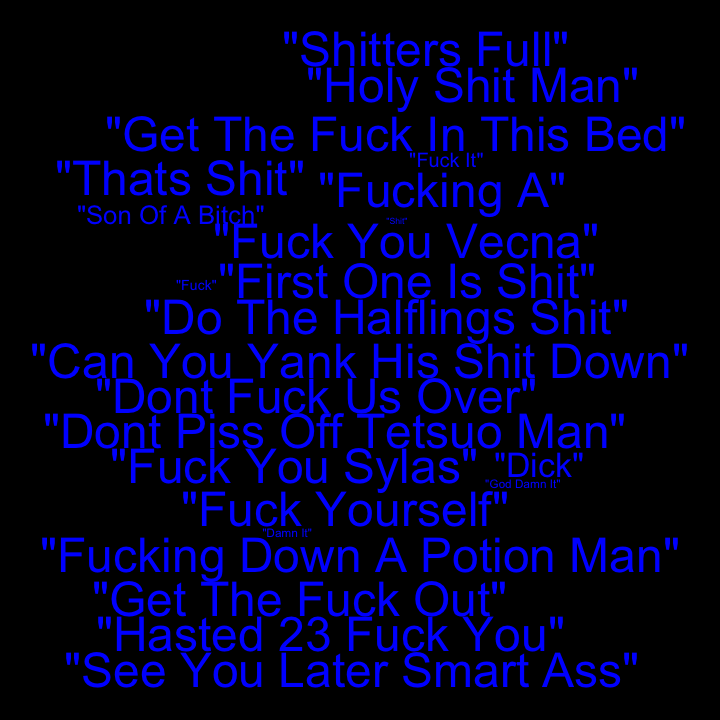 "Shitters Full"
"Holy Shit Man"
"Get The Fuck In This Bed"
"Fuck It"
"Thats Shit"
"Fucking A"
"Son Of A Bitch"
"Fuck You Vecna"
"First One Is Shit"
"Fuck"
"Do The Halflings Shit"
"Can You Yank His Shit Down"
"Dont Fuck Us Over"
"Dont Piss Off Tetsuo Man"
"Fuck You Sylas"
"Dick"
"God Damn It"
"Fuck Yourself"
"Damn It"
"Fucking Down A Potion Man"
"Get The Fuck Out"
"Hasted 23 Fuck You"
"See You Later Smart Ass"